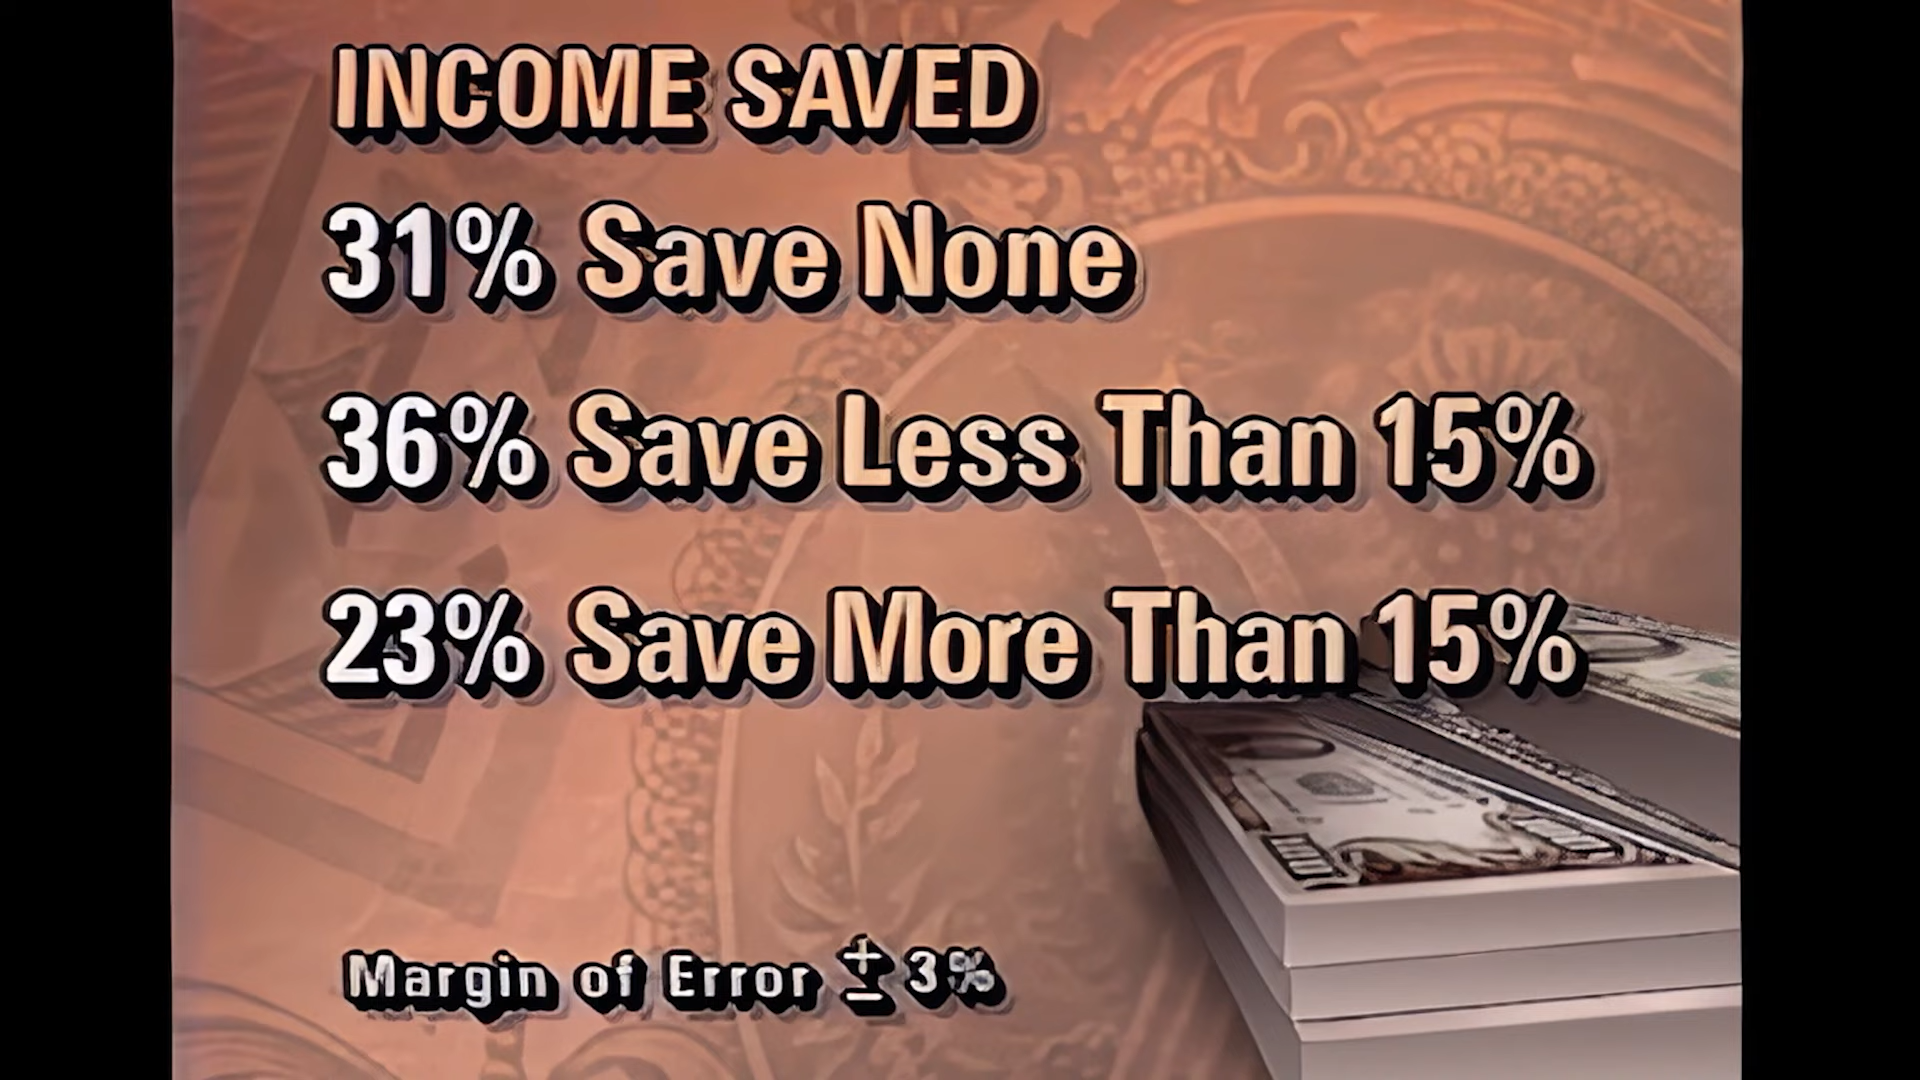 INCOME SAVED
31% Save None
36% Save Less Than 15%
23% Save More Than 15%
Margin of Error ± 3%